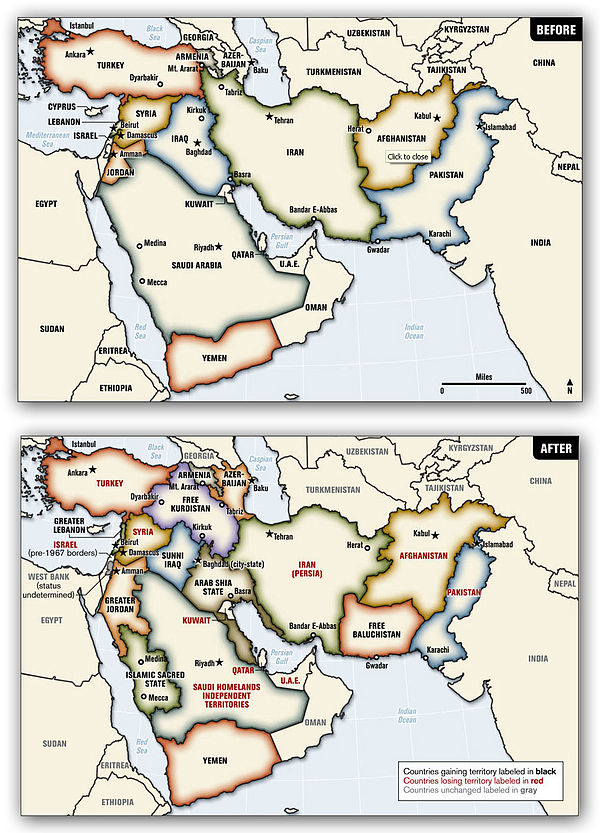 BEFORE
Istanbul
Black
Sea
GEORGIA
Caspian
Sea
UZBEKISTAN
KYRGYZSTAN
CHINA
Ankara
TURKEY
ARMENIA
AZER-
BAIJAN
Mt. Ararat
Baku
TURKMENISTAN
TAJIKISTAN
Diyarbakir
Tabriz
CYPRUS
LEBANON
SYRIA
Kirkuk
Tehran
Herat
Kabul
Islamabad
Mediterranean
Sea
Beirut
ISRAEL
Damascus
IRAQ
Baghdad
IRAN
AFGHANISTAN
Click to close
Amman
JORDAN
PAKISTAN
NEPAL
Basra
EGYPT
KUWAIT
Bandar E-Abbas
Persian
Gulf
Gwadar
Karachi
Medina
Riyadh
QATAR
U.A.E.
INDIA
SAUDI ARABIA
Mecca
OMAN
SUDAN
Red
Sea
Indian
Ocean
ERITREA
YEMEN
ETHIOPIA
Miles
0
500
N
AFTER
Istanbul
Black
Sea
GEORGIA
Caspian
Sea
UZBEKISTAN
KYRGYZSTAN
CHINA
Ankara
TURKEY
ARMENIA
AZER-
BAIJAN
Mt. Ararat
Baku
TURKMENISTAN
TAJIKISTAN
Diyarbakir
FREE
KURDISTAN
Tabriz
GREATER
LEBANON
SYRIA
Kirkuk
Tehran
Herat
Kabul
Islamabad
ISRAEL
(pre-1967 borders)
Beirut
Damascus
SUNNI
IRAQ
Baghdad (city-state)
IRAN
(PERSIA)
AFGHANISTAN
WEST BANK
(status
undetermined)
Amman
ARAB SHIA
STATE
Basra
PAKISTAN
NEPAL
GREATER
JORDAN
EGYPT
KUWAIT
Bandar E-Abbas
FREE
BALUCHISTAN
Persian
Gulf
Gwadar
Karachi
Medina
ISLAMIC SACRED
STATE
Mecca
Riyadh
QATAR
U.A.E.
INDIA
SAUDI HOMELANDS
INDEPENDENT
TERRITORIES
OMAN
SUDAN
Red
Sea
Indian
Ocean
ERITREA
YEMEN
ETHIOPIA
Countries gaining territory labeled in black
Countries losing territory labeled in red
Countries unchanged labeled in gray